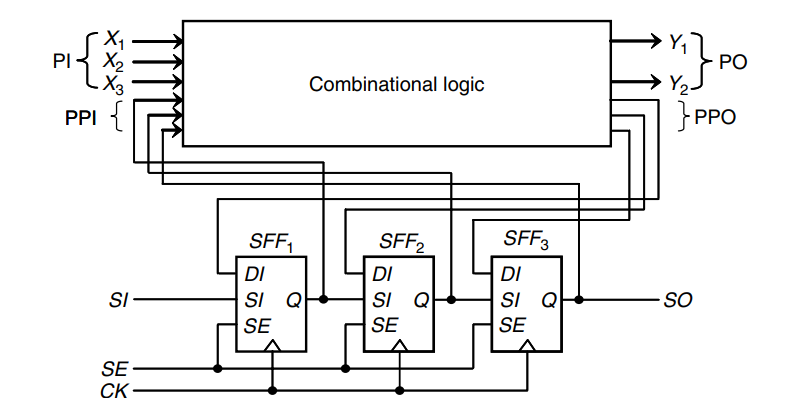 PI X1 Y1 PO
X2
X3 Combinational logic Y2
PPI PPO
SFF1 SFF2 SFF3
DI DI DI
SI SI Q SI Q SI Q SO
SE SE SE
SE
CK